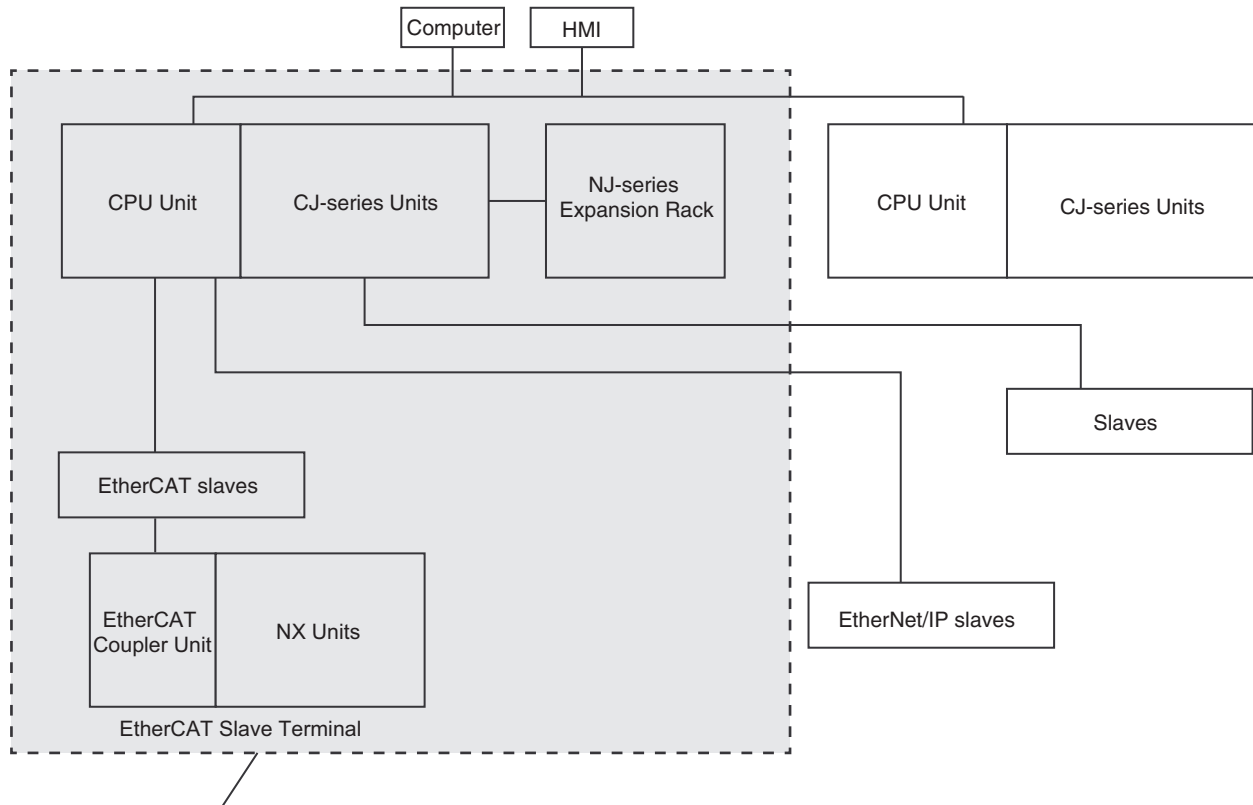 Computer
HMI
CPU Unit
CJ-series Units
NJ-series
Expansion Rack
CPU Unit
CJ-series Units
Slaves
EtherCAT slaves
EtherCAT
Coupler Unit
NX Units
EtherNet/IP slaves
EtherCAT Slave Terminal